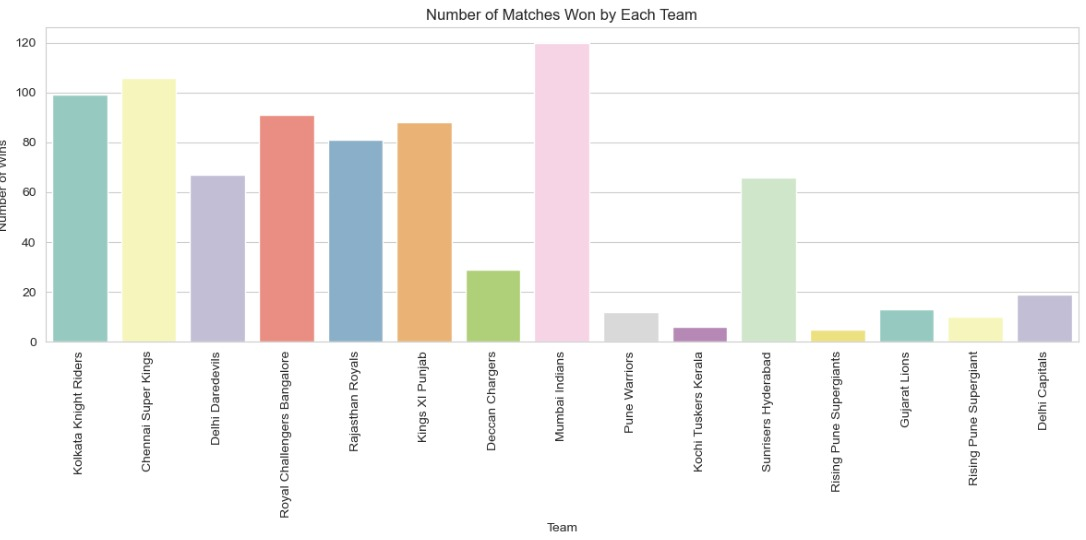 Number of Matches Won by Each Team
120
100
80
60
40
20
0
Number of Wins
Kolkata Knight Riders
Chennai Super Kings
Delhi Daredevils
Royal Challengers Bangalore
Rajasthan Royals
Kings XI Punjab
Deccan Chargers
Mumbai Indians
Pune Warriors
Kochi Tuskers Kerala
Sunrisers Hyderabad
Rising Pune Supergiants
Gujarat Lions
Rising Pune Supergiant
Delhi Capitals
Team